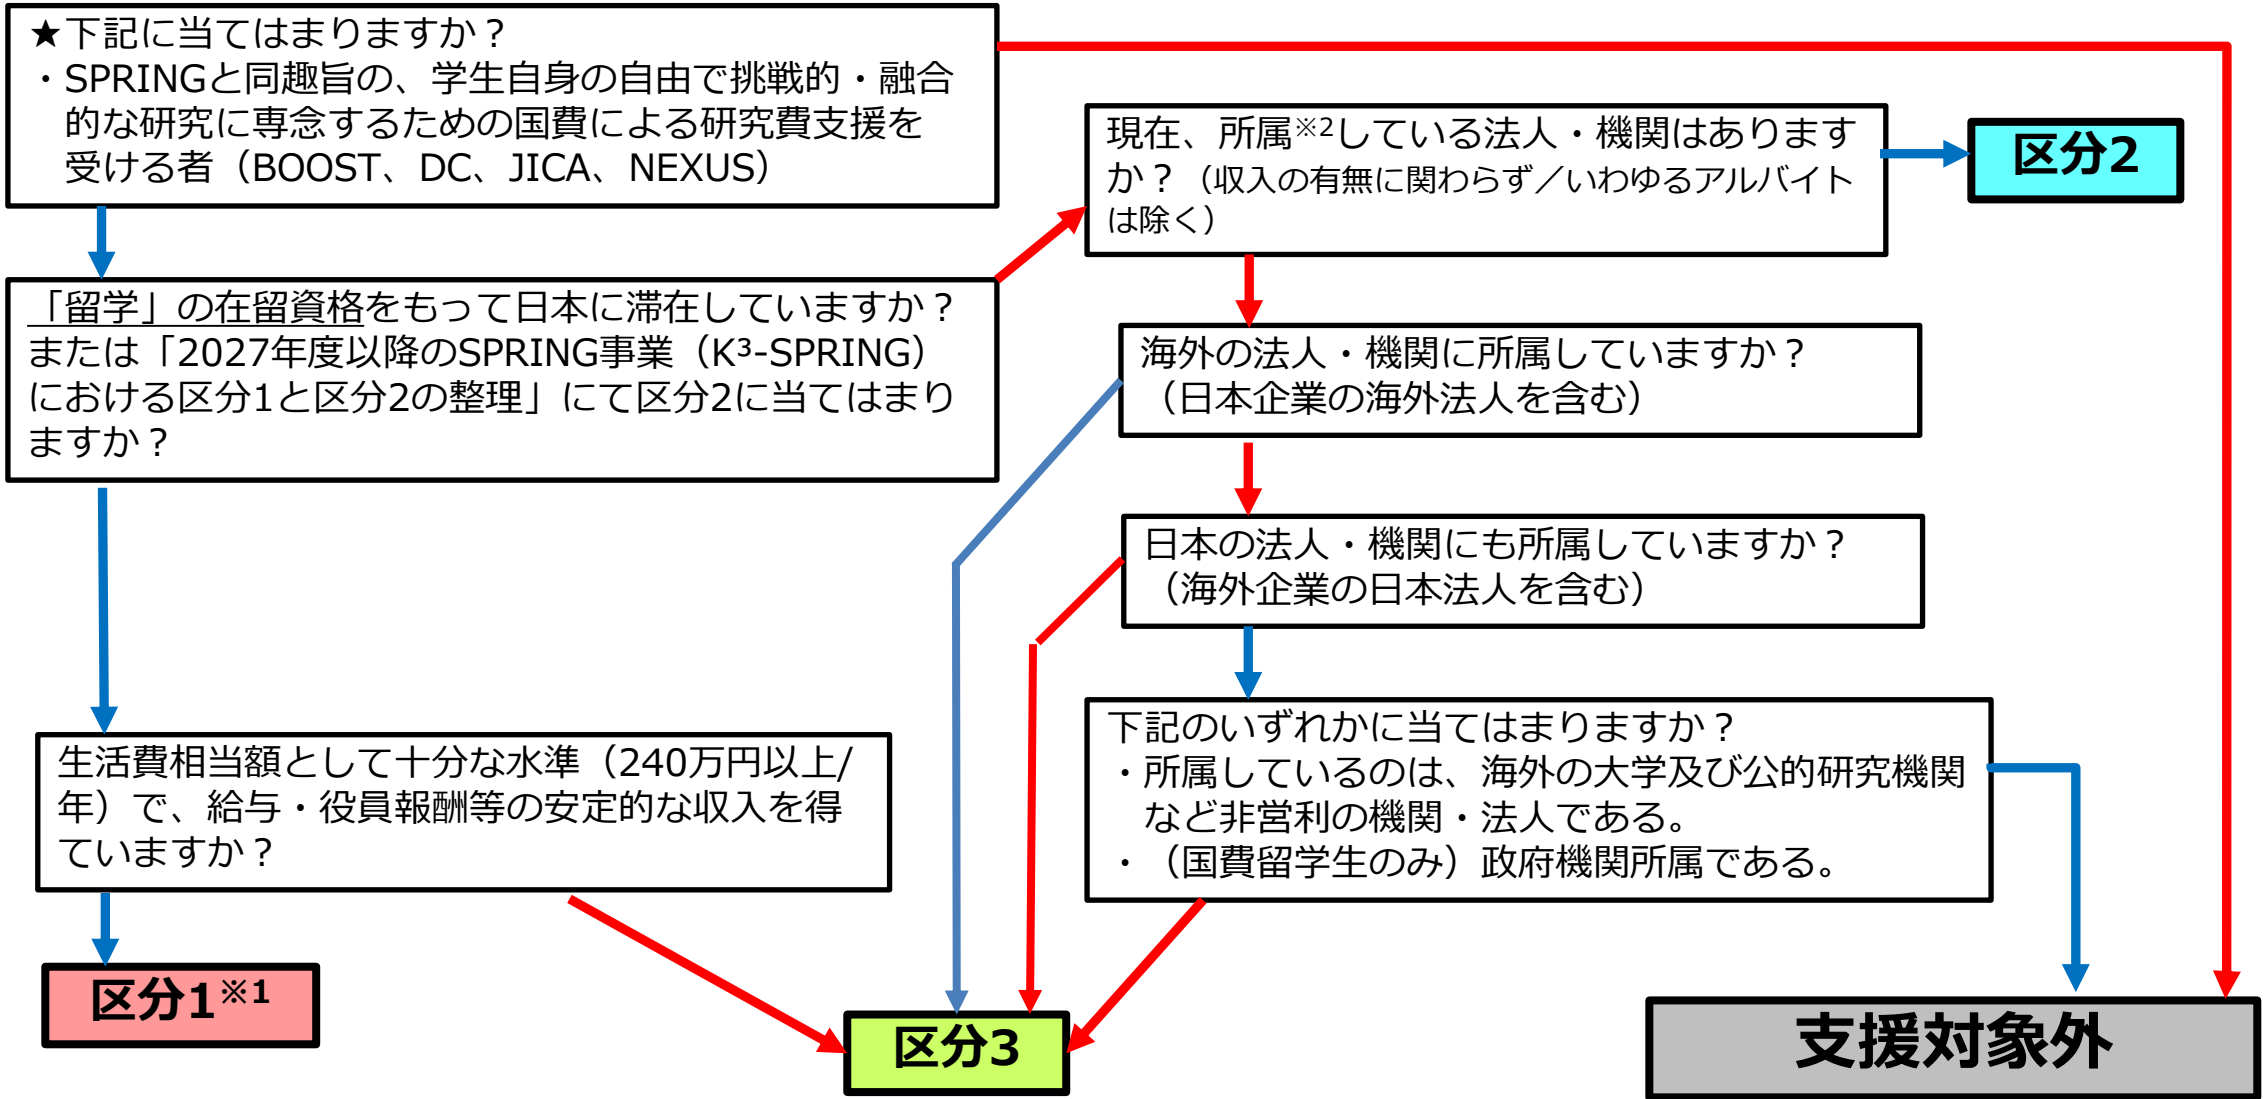 ★下記に当てはまりますか？
・SPRINGと同趣旨の、学生自身の自由で挑戦的・融合
的な研究に専念するための国費による研究費支援を
受ける者（BOOST、DC、JICA、NEXUS）
現在、所属※2している法人・機関はあります
か？（収入の有無に関わらず／いわゆるアルバイト
は除く）
区分2
「留学」の在留資格をもって日本に滞在していますか？
または「2027年度以降のSPRING事業（K³-SPRING）
における区分1と区分2の整理」にて区分2に当てはまり
ますか？
海外の法人・機関に所属していますか？
（日本企業の海外法人を含む）
日本の法人・機関にも所属していますか？
（海外企業の日本法人を含む）
生活費相当額として十分な水準（240万円以上/
年）で、給与・役員報酬等の安定的な収入を得
ていますか？
下記のいずれかに当てはまりますか？
・所属しているのは、海外の大学及び公的研究機関
など非営利の機関・法人である。
・（国費留学生のみ）政府機関所属である。
区分1※1
区分3
支援対象外